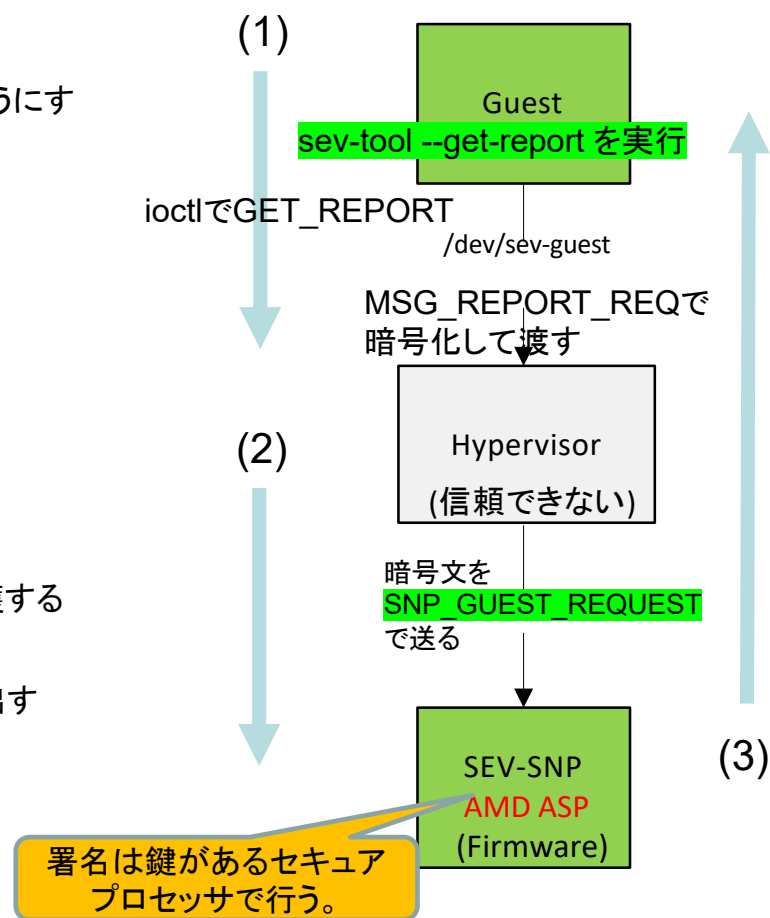 (1)
うにす
Guest
sev-tool --get-report を実行
ioctlでGET_REPORT
/dev/sev-guest
MSG_REPORT_REQで
暗号化して渡す
(2)
Hypervisor
(信頼できない)
暗号文を
SNP_GUEST_REQUEST
で送る
する
出す
SEV-SNP
AMD ASP
(Firmware)
(3)
署名は鍵があるセキュア
プロセッサで行う。